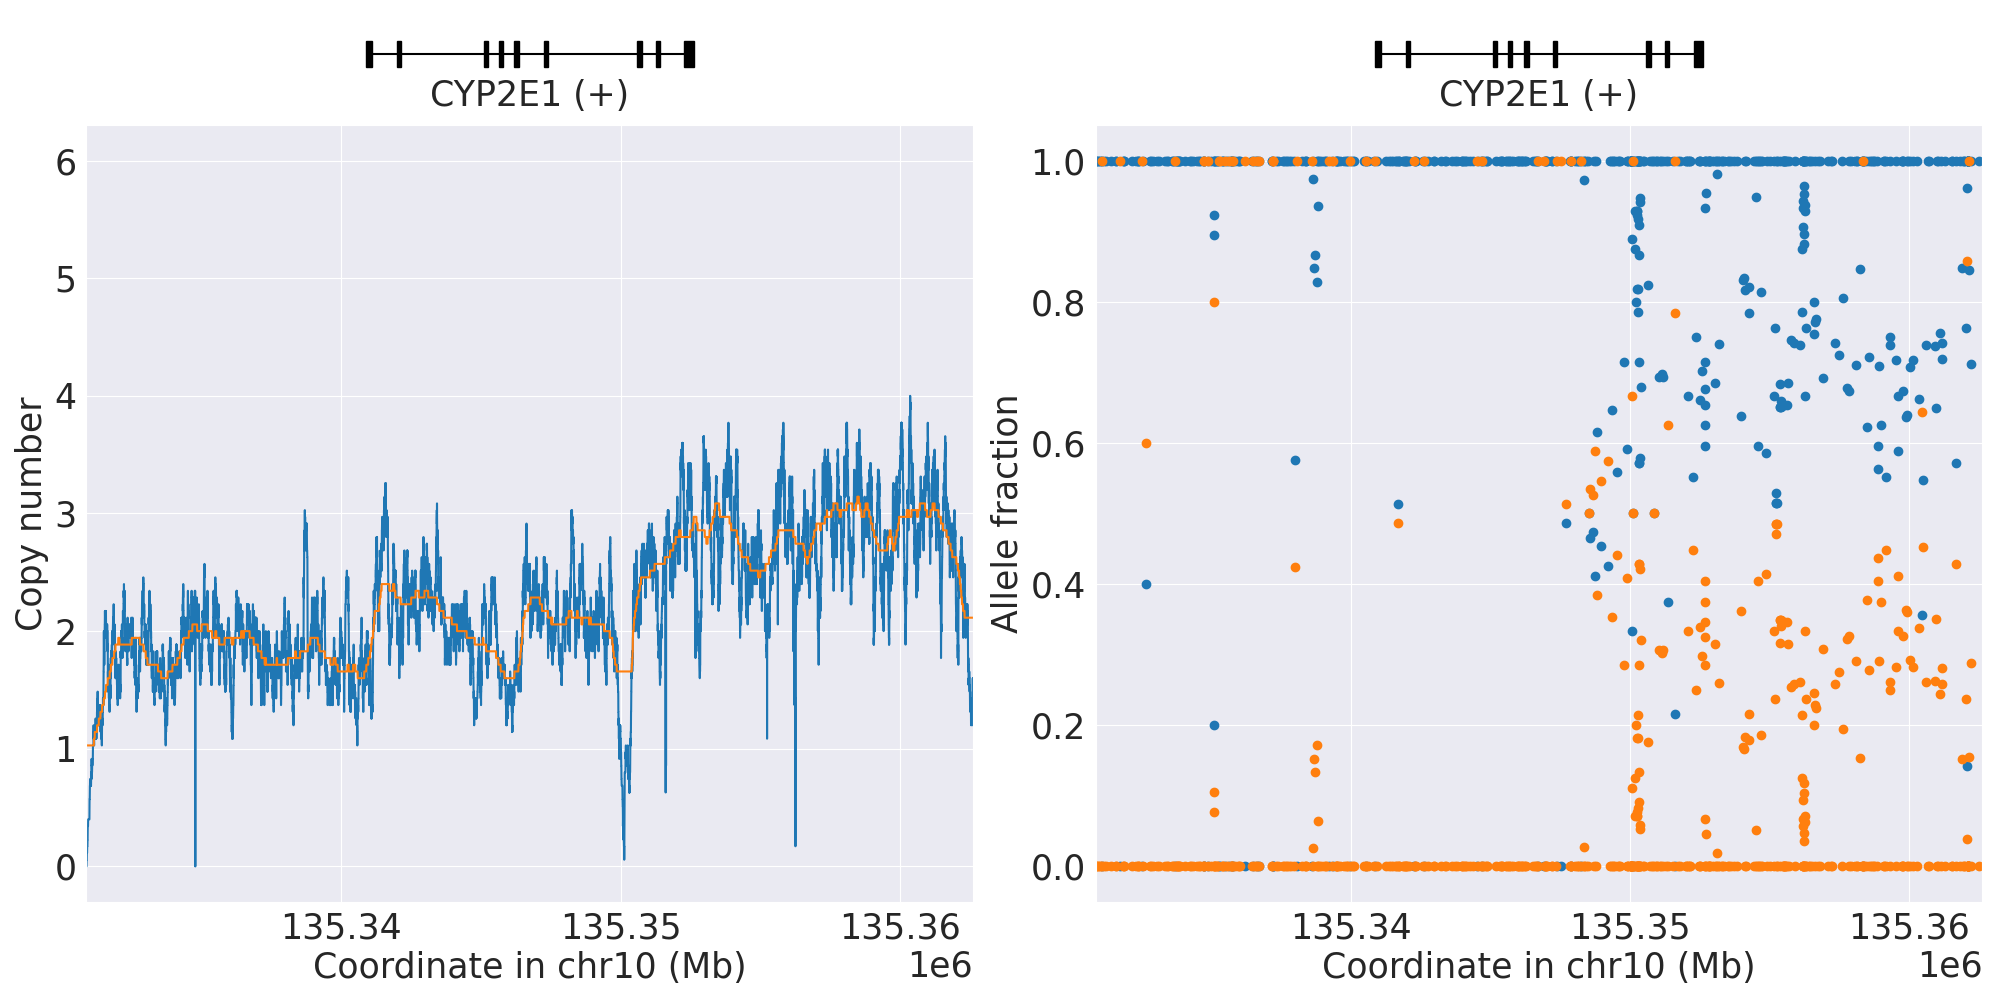 CYP2E1 (+)
6
5
4
3
2
1
0
Copy number
135.34 135.35 135.36
Coordinate in chr10 (Mb)
1e6
CYP2E1 (+)
1.0
0.8
0.6
0.4
0.2
0.0
Allele fraction
135.34 135.35 135.36
Coordinate in chr10 (Mb)
1e6